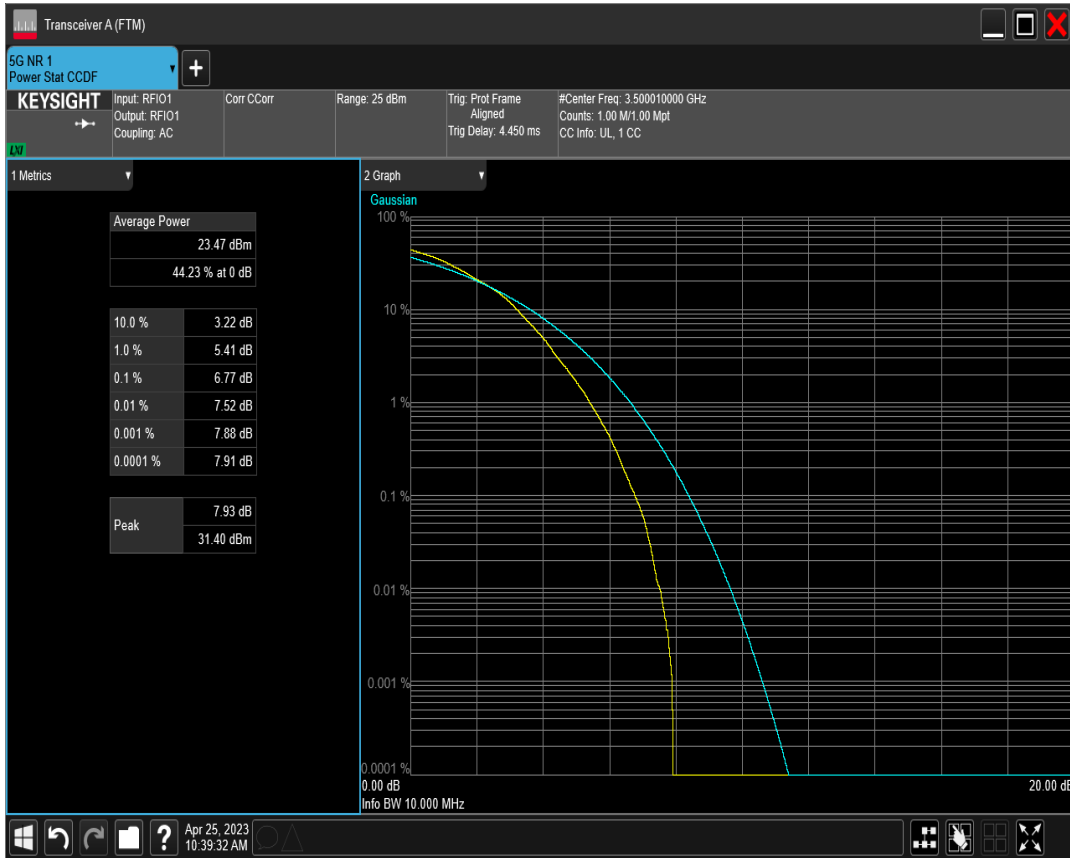 Transceiver A (FTM)
5G NR 1
Power Stat CCDF
+
KEYSIGHT
LXI
Input: RFIO1
Output: RFIO1
Coupling: AC
Corr CCorr
Range: 25 dBm
Trig: Prot Frame
Aligned
Trig Delay: 4.450 ms
#Center Freq: 3.500010000 GHz
Counts: 1.00 M/1.00 Mpt
CC Info: UL, 1 CC
1 Metrics
Average Power
23.47 dBm
44.23 % at 0 dB
10.0 % 3.22 dB
1.0 % 5.41 dB
0.1 % 6.77 dB
0.01 % 7.52 dB
0.001 % 7.88 dB
0.0001 % 7.91 dB
Peak 7.93 dB
31.40 dBm
2 Graph
Gaussian
100 %
10 %
1 %
0.1 %
0.01 %
0.001 %
0.0001 %
0.00 dB 20.00 dB
Info BW 10.000 MHz
? Apr 25, 2023
10:39:32 AM